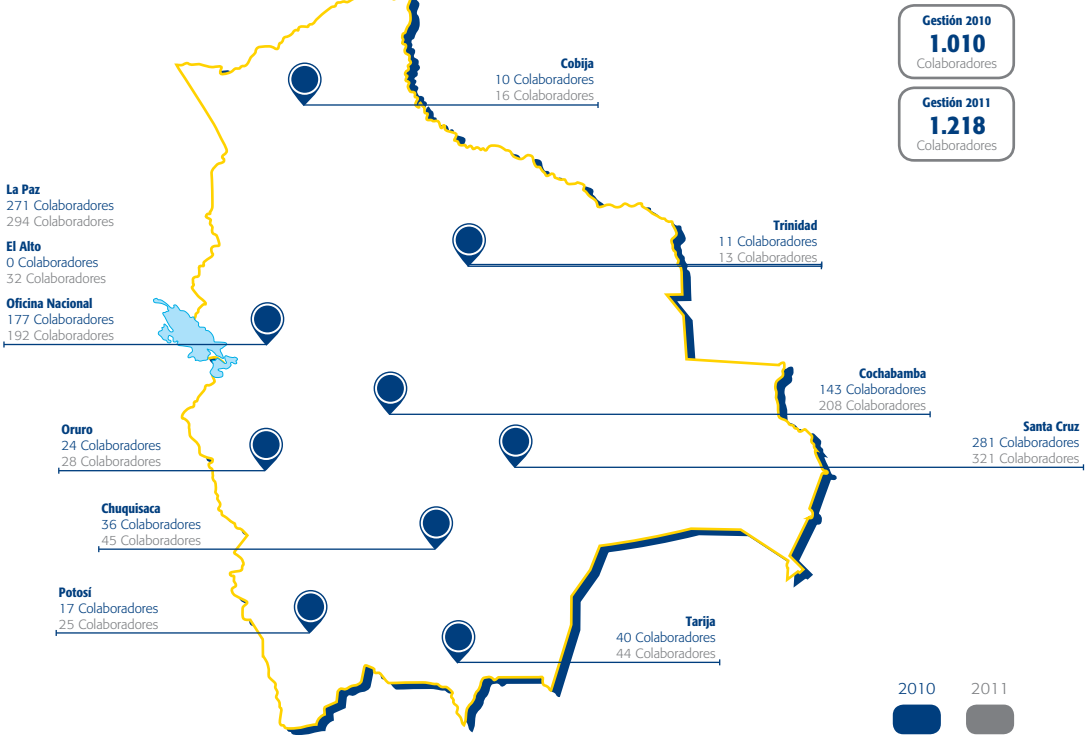 Gestión 2010
1.010
Colaboradores
Gestión 2011
1.218
Colaboradores
Cobija
10 Colaboradores
16 Colaboradores
La Paz
271 Colaboradores
294 Colaboradores
El Alto
0 Colaboradores
32 Colaboradores
Oficina Nacional
177 Colaboradores
192 Colaboradores
Trinidad
11 Colaboradores
13 Colaboradores
Cochabamba
143 Colaboradores
208 Colaboradores
Santa Cruz
281 Colaboradores
321 Colaboradores
Oruro
24 Colaboradores
28 Colaboradores
Chuquisaca
36 Colaboradores
45 Colaboradores
Potosí
17 Colaboradores
25 Colaboradores
Tarija
40 Colaboradores
44 Colaboradores
2010 2011